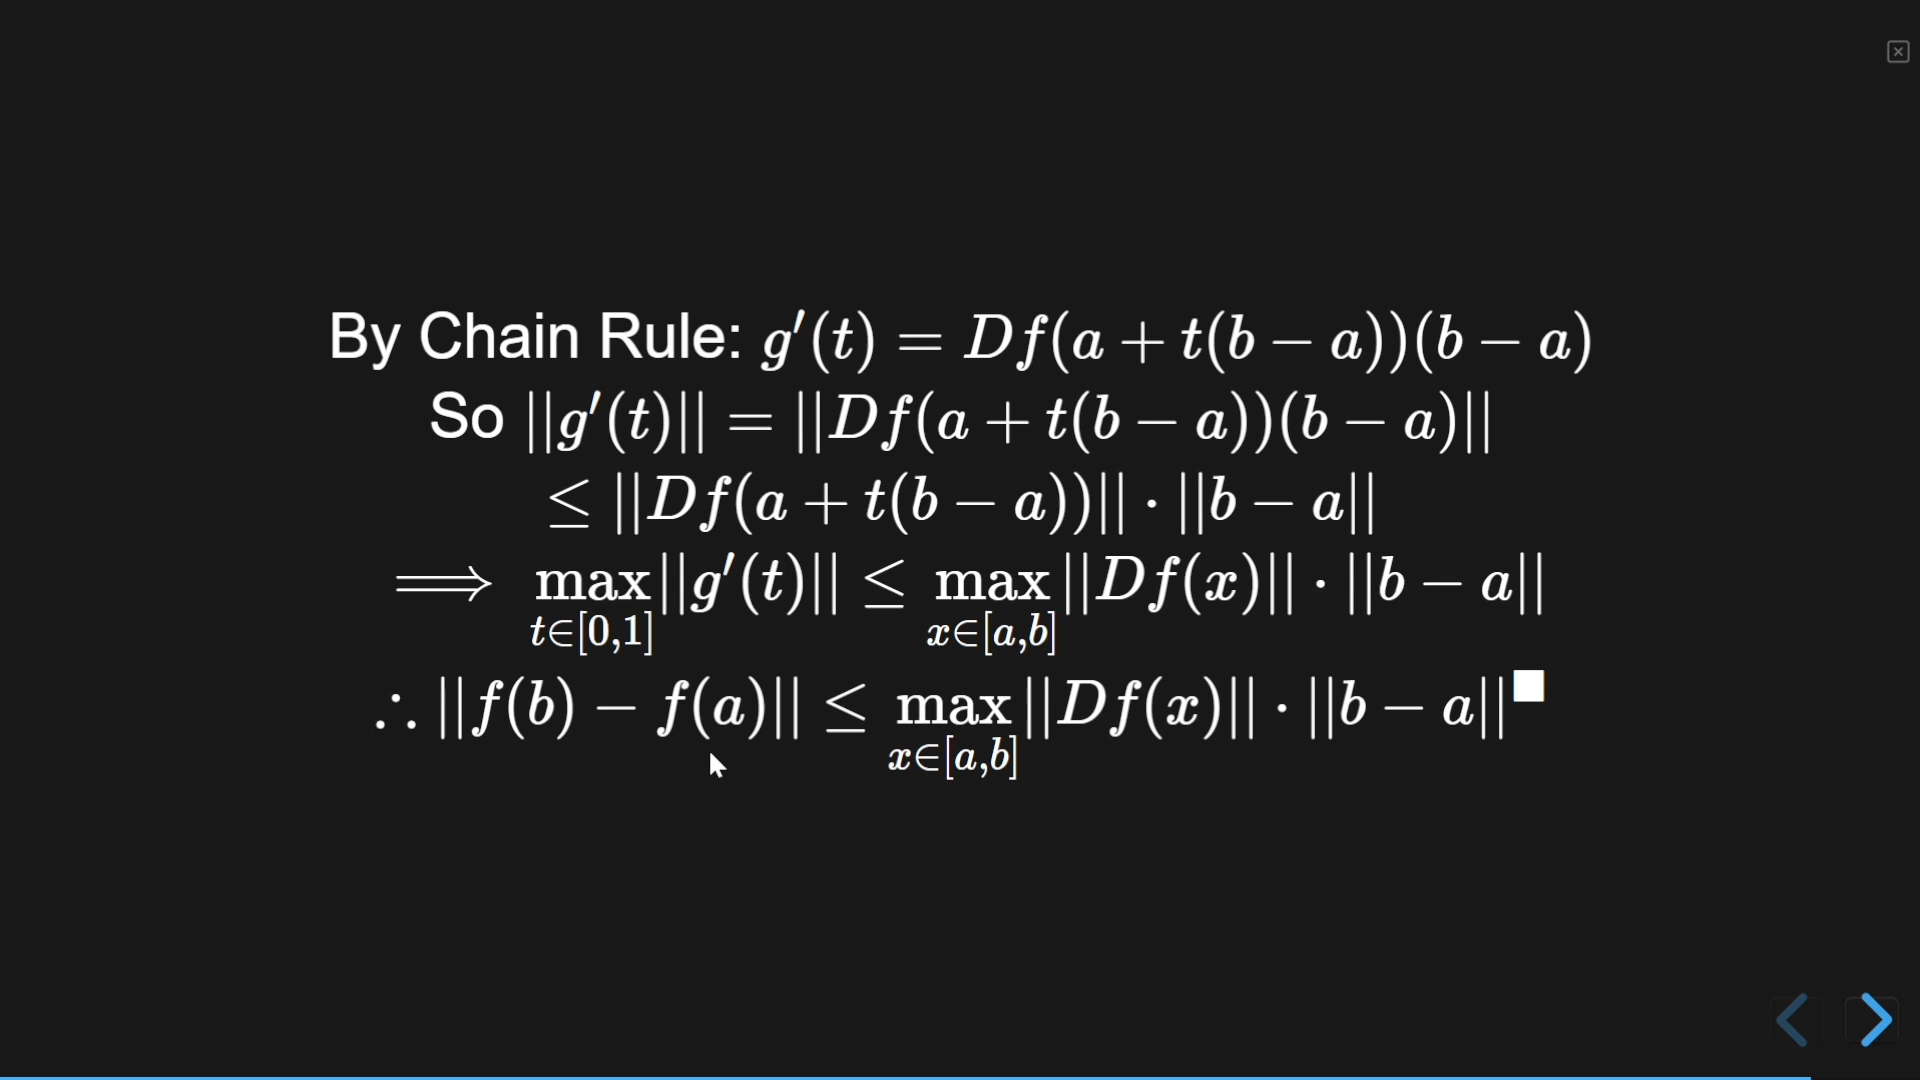 By Chain Rule: g′(t) = Df(a + t(b − a))(b − a)
So ||g′(t)|| = ||Df(a + t(b − a))(b − a)||
≤ ||Df(a + t(b − a))|| · ||b − a||
⟹ max_{t∈[0,1]} ||g′(t)|| ≤ max_{x∈[a,b]} ||Df(x)|| · ||b − a||
∴ ||f(b) − f(a)|| ≤ max_{x∈[a,b]} ||Df(x)|| · ||b − a|| ■